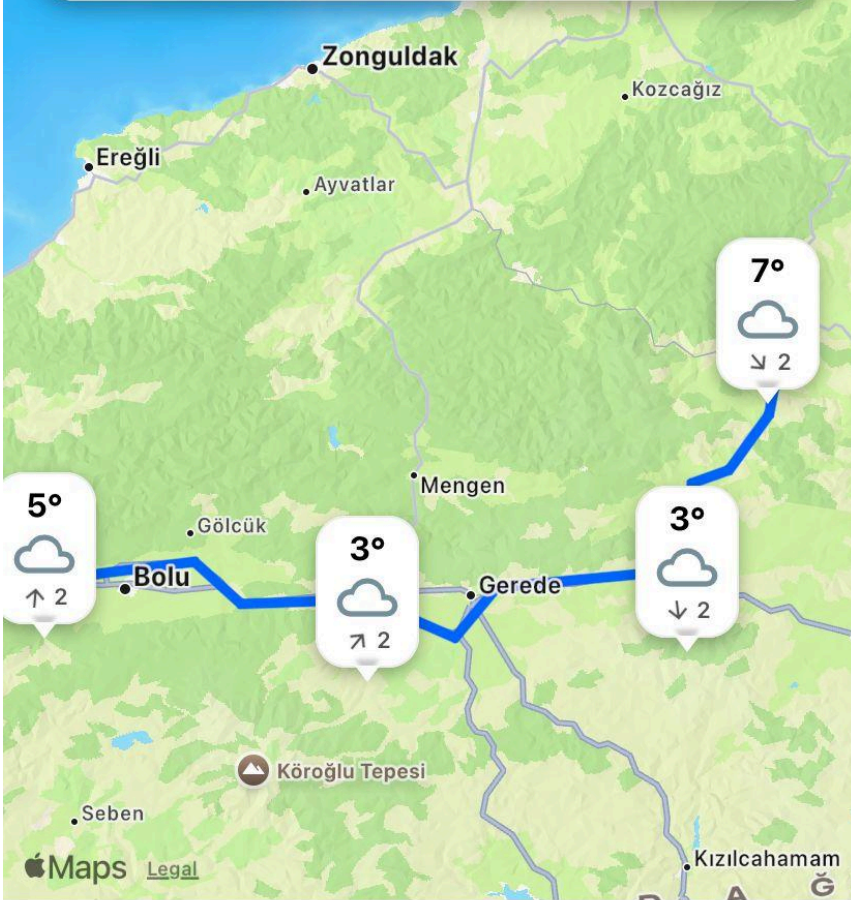 Zonguldak
Kozcağız
Ereğli
Ayvatlar
7°
2
Mengen
5°
2
Gölcük
3°
2
3°
2
Bolu
Gerede
Köroğlu Tepesi
Seben
Maps Legal
Kızılcahamam
A Ğ